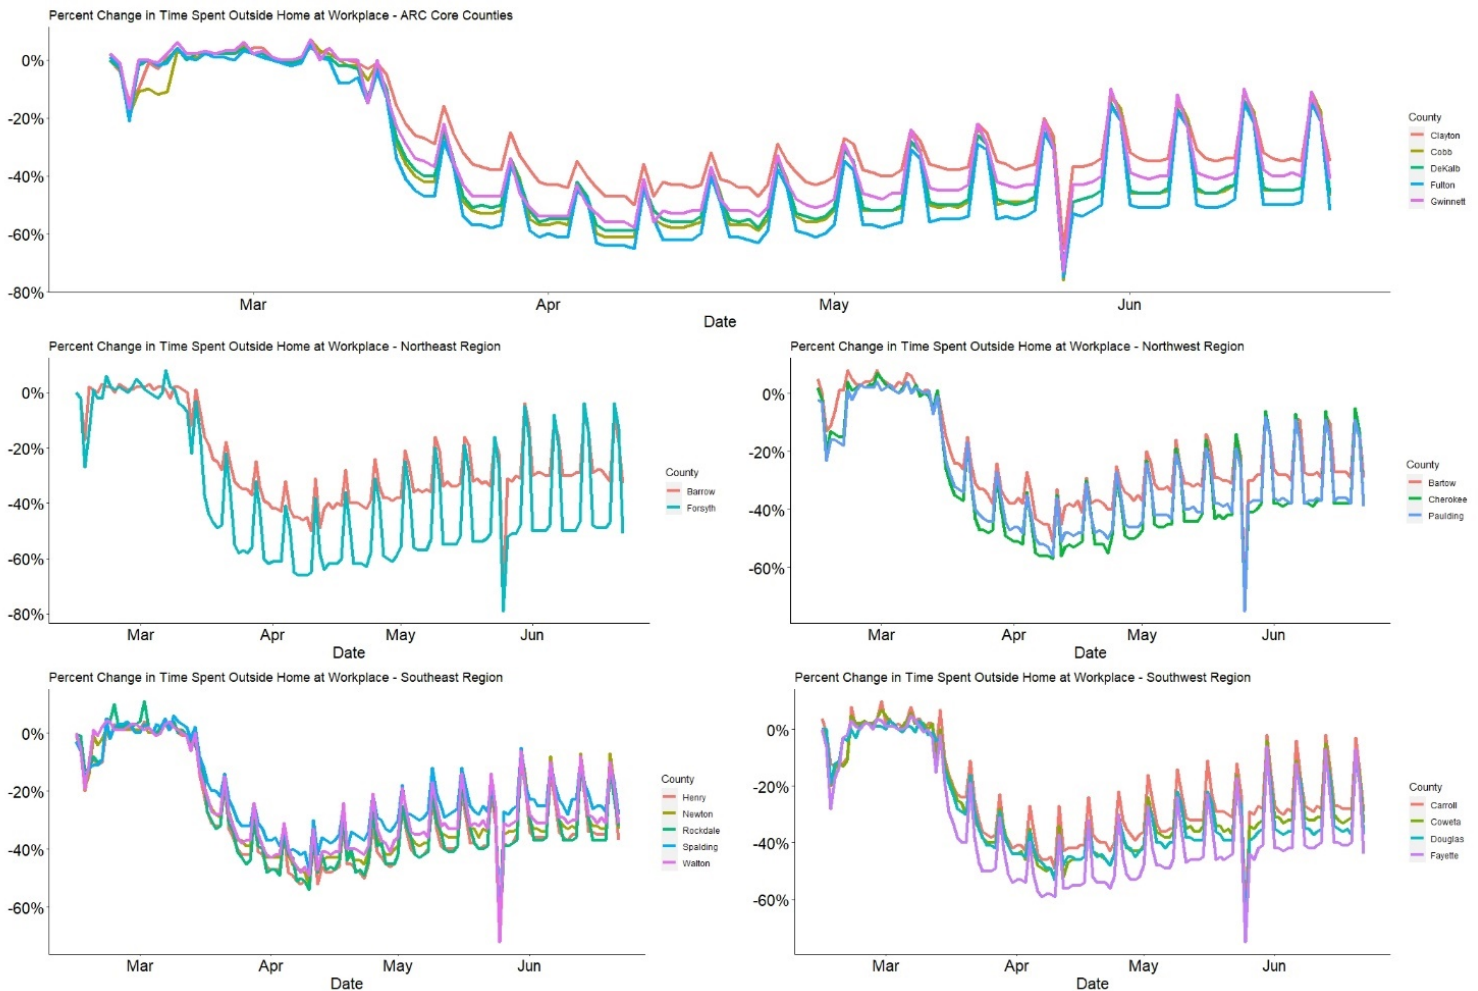 Percent Change in Time Spent Outside Home at Workplace - ARC Core Counties
0%
-20%
-40%
-60%
-80%
Mar Apr May Jun
Date
County
Clayton
Cobb
DeKalb
Fulton
Gwinnett
Percent Change in Time Spent Outside Home at Workplace - Northeast Region
0%
-20%
-40%
-60%
-80%
Mar Apr May Jun
Date
County
Barrow
Forsyth
Percent Change in Time Spent Outside Home at Workplace - Northwest Region
0%
-20%
-40%
-60%
Mar Apr May Jun
Date
County
Bartow
Cherokee
Paulding
Percent Change in Time Spent Outside Home at Workplace - Southeast Region
0%
-20%
-40%
-60%
Mar Apr May Jun
Date
County
Henry
Newton
Rockdale
Spalding
Walton
Percent Change in Time Spent Outside Home at Workplace - Southwest Region
0%
-20%
-40%
-60%
Mar Apr May Jun
Date
County
Carroll
Coweta
Douglas
Fayette